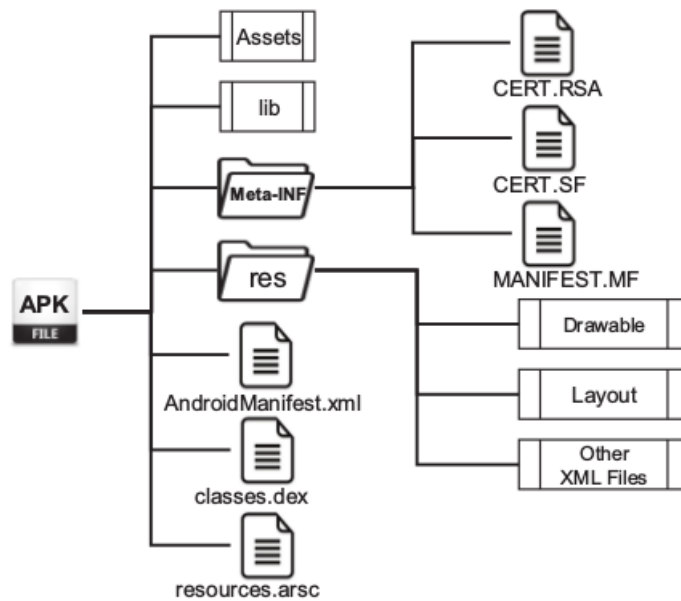 Assets
lib
Meta-INF
res
APK
FILE
AndroidManifest.xml
classes.dex
resources.arsc
CERT.RSA
CERT.SF
MANIFEST.MF
Drawable
Layout
Other
XML Files